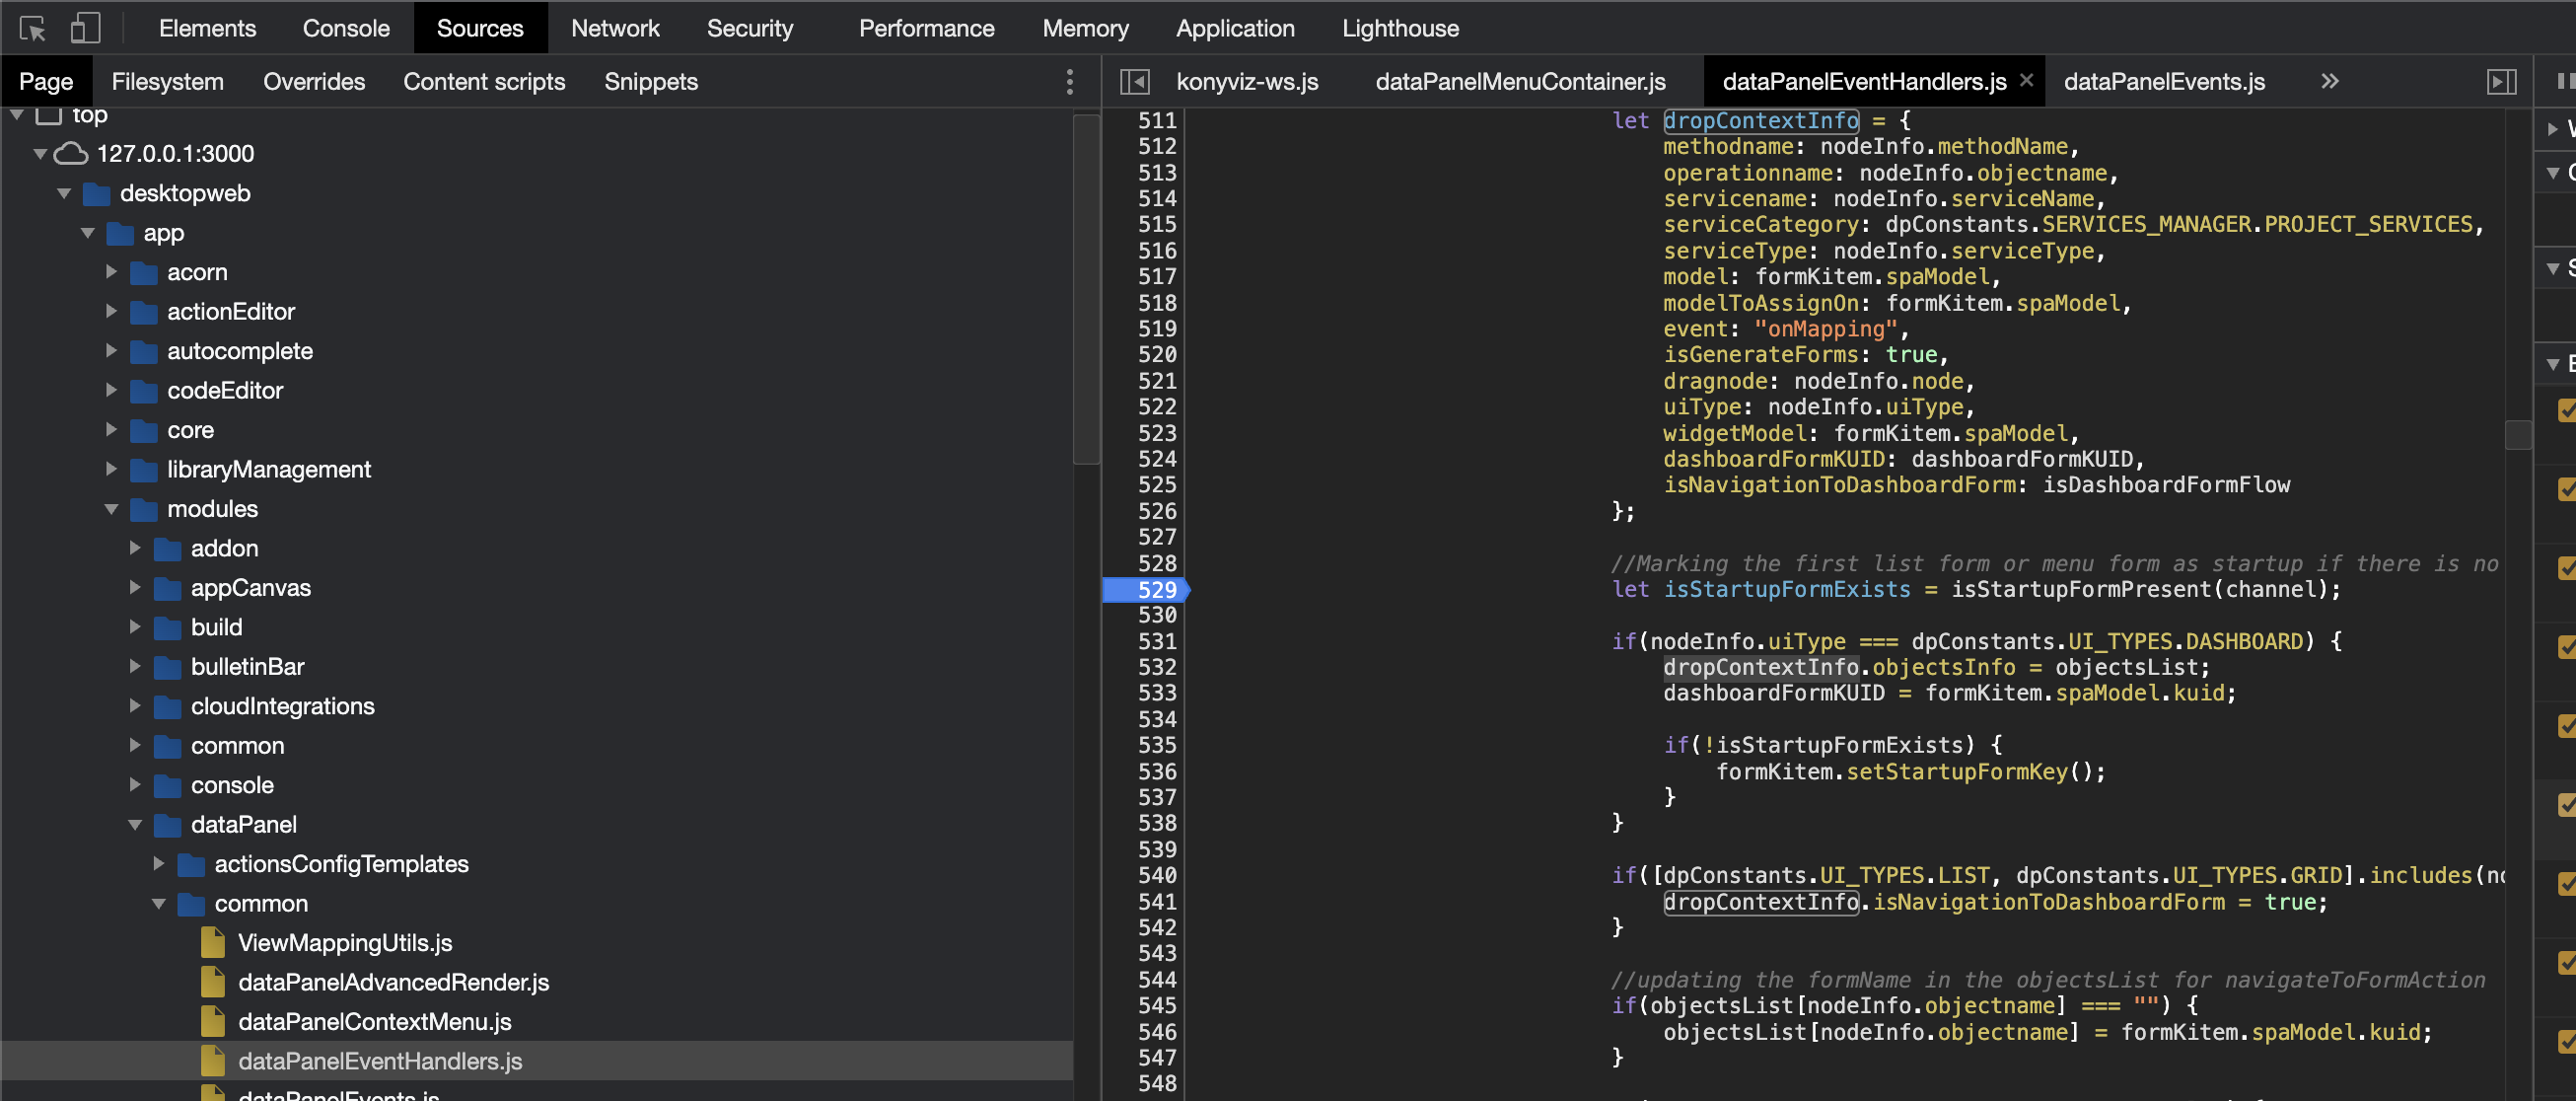 Elements Console Sources Network Security Performance Memory Application Lighthouse
Page Filesystem Overrides Content scripts Snippets
konyviz-ws.js dataPanelMenuContainer.js dataPanelEventHandlers.js × dataPanelEvents.js »
top
127.0.0.1:3000
desktopweb
app
acorn
actionEditor
autocomplete
codeEditor
core
libraryManagement
modules
addon
appCanvas
build
bulletinBar
cloudIntegrations
common
console
dataPanel
actionsConfigTemplates
common
ViewMappingUtils.js
dataPanelAdvancedRender.js
dataPanelContextMenu.js
dataPanelEventHandlers.js
dataPanelEvents.js
511 let dropContextInfo = {
512 methodname: nodeInfo.methodName,
513 operationname: nodeInfo.objectname,
514 servicename: nodeInfo.serviceName,
515 serviceCategory: dpConstants.SERVICES_MANAGER.PROJECT_SERVICES,
516 serviceType: nodeInfo.serviceType,
517 model: formKitem.spaModel,
518 modelToAssignOn: formKitem.spaModel,
519 event: "onMapping",
520 isGenerateForms: true,
521 dragnode: nodeInfo.node,
522 uiType: nodeInfo.uiType,
523 widgetModel: formKitem.spaModel,
524 dashboardFormKUID: dashboardFormKUID,
525 isNavigationToDashboardForm: isDashboardFormFlow
526 };
527
528 //Marking the first list form or menu form as startup if there is no
529 let isStartupFormExists = isStartupFormPresent(channel);
530
531 if(nodeInfo.uiType === dpConstants.UI_TYPES.DASHBOARD) {
532 dropContextInfo.objectsInfo = objectsList;
533 dashboardFormKUID = formKitem.spaModel.kuid;
534
535 if(!isStartupFormExists) {
536 formKitem.setStartupFormKey();
537 }
538 }
539
540 if([dpConstants.UI_TYPES.LIST, dpConstants.UI_TYPES.GRID].includes(
541 dropContextInfo.isNavigationToDashboardForm = true;
542 }
543
544 //updating the formName in the objectsList for navigateToFormAction
545 if(objectsList[nodeInfo.objectname] === "") {
546 objectsList[nodeInfo.objectname] = formKitem.spaModel.kuid;
547 }
548